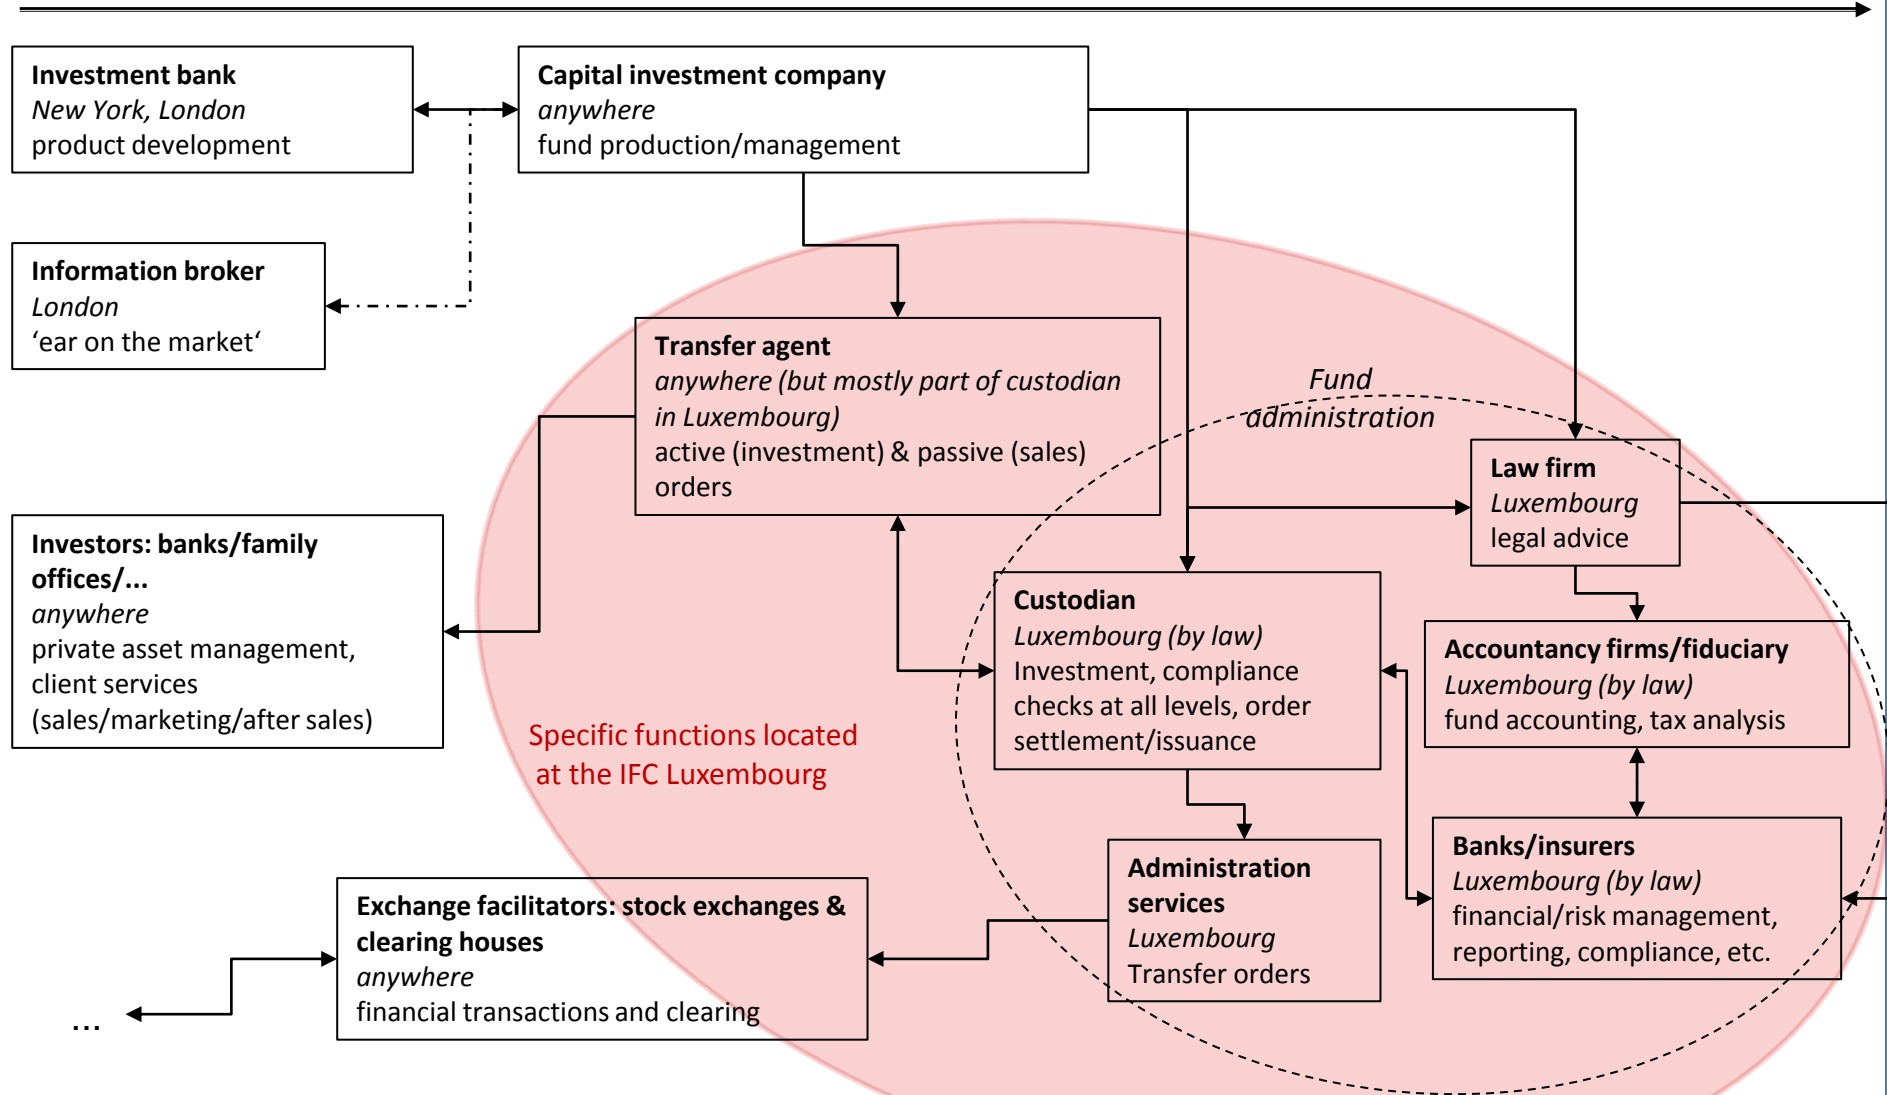 Investment bank
New York, London
product development
Capital investment company
anywhere
fund production/management
Information broker
London
‘ear on the market‘
Transfer agent
anywhere (but mostly part of custodian
in Luxembourg)
active (investment) & passive (sales)
orders
Fund
administration
Law firm
Luxembourg
legal advice
Investors: banks/family
offices/...
anywhere
private asset management,
client services
(sales/marketing/after sales)
Custodian
Luxembourg (by law)
Investment, compliance
checks at all levels, order
settlement/issuance
Accountancy firms/fiduciary
Luxembourg (by law)
fund accounting, tax analysis
Specific functions located
at the IFC Luxembourg
Administration
services
Luxembourg
Transfer orders
Banks/insurers
Luxembourg (by law)
financial/risk management,
reporting, compliance, etc.
Exchange facilitators: stock exchanges &
clearing houses
anywhere
financial transactions and clearing
...